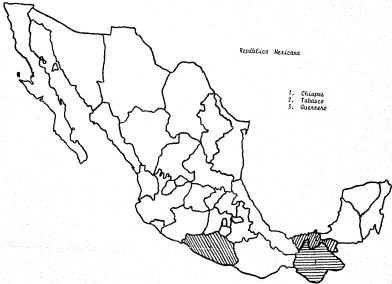 República Mexicana
1. Chiapas
2. Tabasco
3. Guerrero